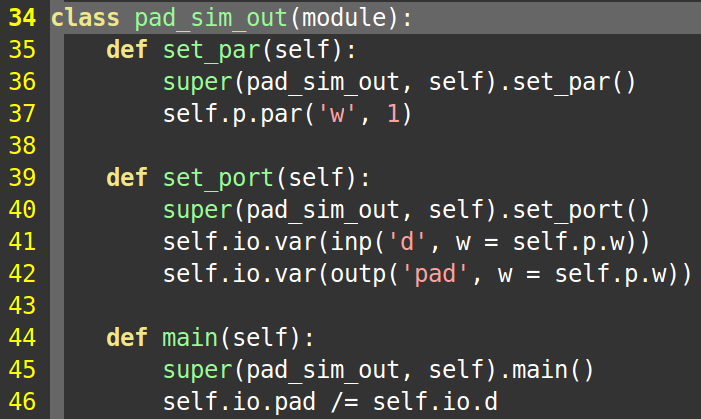 34 class pad_sim_out(module):
35     def set_par(self):
36         super(pad_sim_out, self).set_par()
37         self.p.par('w', 1)
38
39     def set_port(self):
40         super(pad_sim_out, self).set_port()
41         self.io.var(inp('d', w = self.p.w))
42         self.io.var(outp('pad', w = self.p.w))
43
44     def main(self):
45         super(pad_sim_out, self).main()
46         self.io.pad /= self.io.d